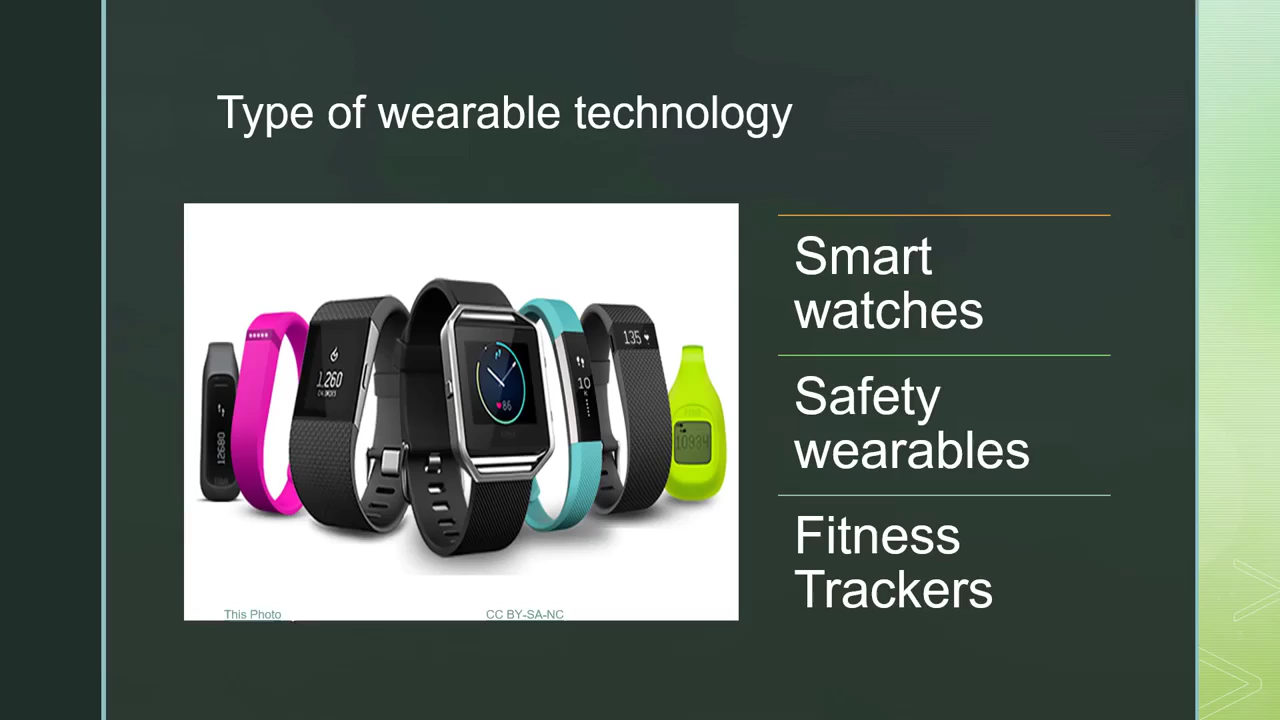 Type of wearable technology
Smart
watches
Safety
wearables
Fitness
Trackers
1,260
12680
86
10
135
10934
This Photo
CC BY-SA-NC